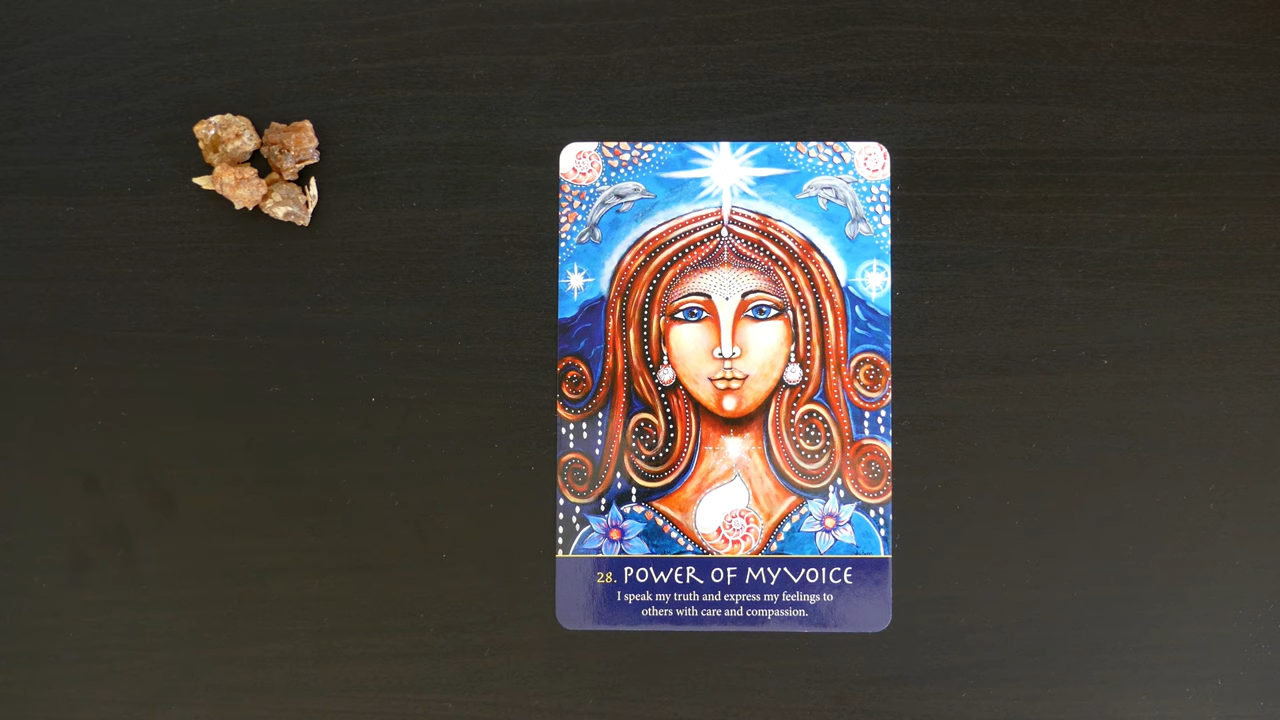 28. POWER OF MY VOICE
I speak my truth and express my feelings to
others with care and compassion.